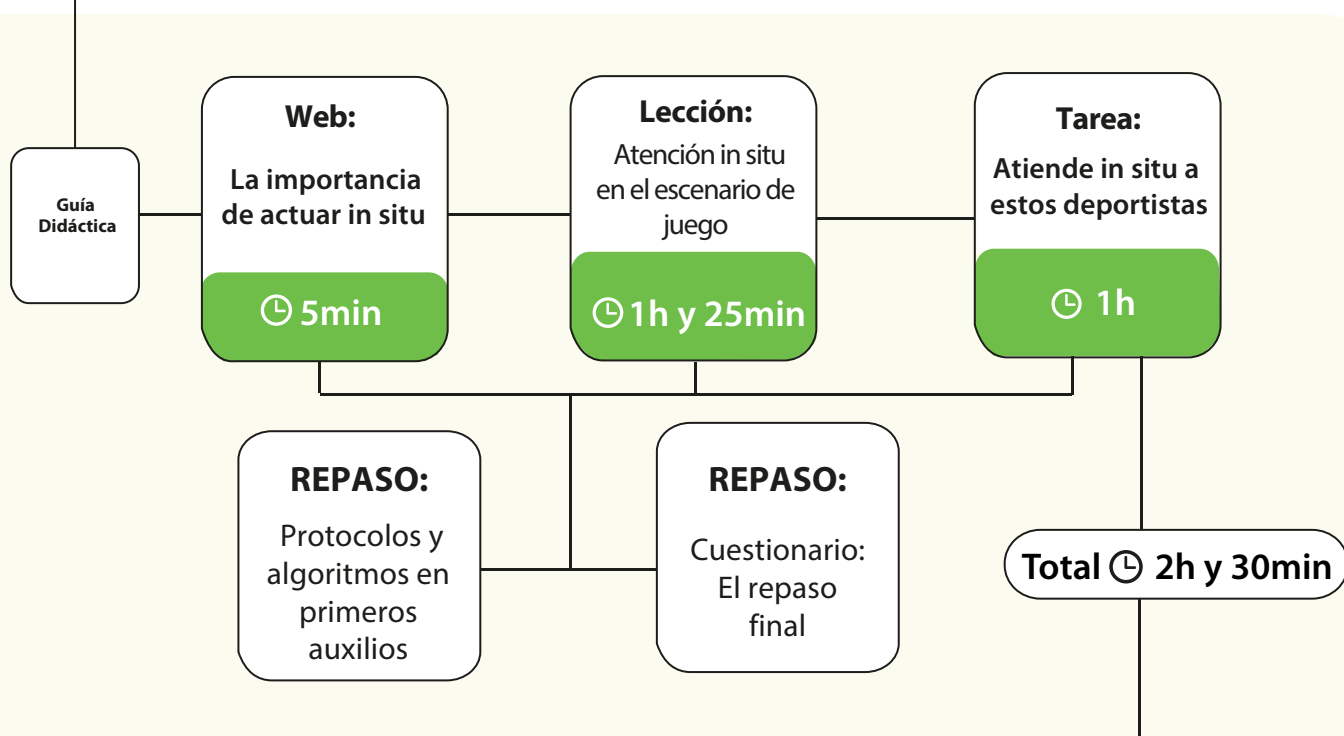 Guía
Didáctica
Web:
La importancia
de actuar in situ
5min
Lección:
Atención in situ
en el escenario de
juego
1h y 25min
Tarea:
Atiende in situ a
estos deportistas
1h
REPASO:
Protocolos y
algoritmos en
primeros
auxilios
REPASO:
Cuestionario:
El repaso
final
Total 2h y 30min